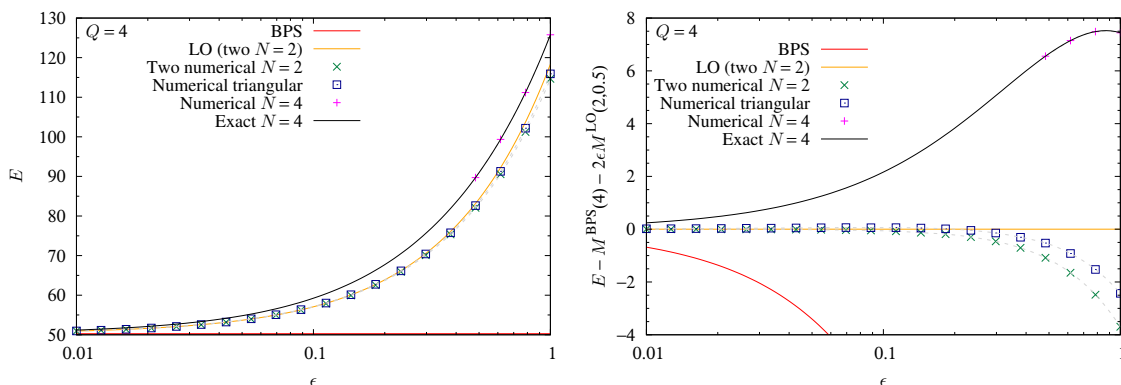 Q = 4
BPS
LO (two N = 2)
Two numerical N = 2
Numerical triangular
Numerical N = 4
Exact N = 4
130
120
110
100
90
80
70
60
50
E
0.01
0.1
1
ϵ
Q = 4
BPS
LO (two N = 2)
Two numerical N = 2
Numerical triangular
Numerical N = 4
Exact N = 4
8
6
4
2
0
−2
−4
E − M^BPS(4) − 2ϵM^LO(2,0.5)
0.01
0.1
1
ϵ